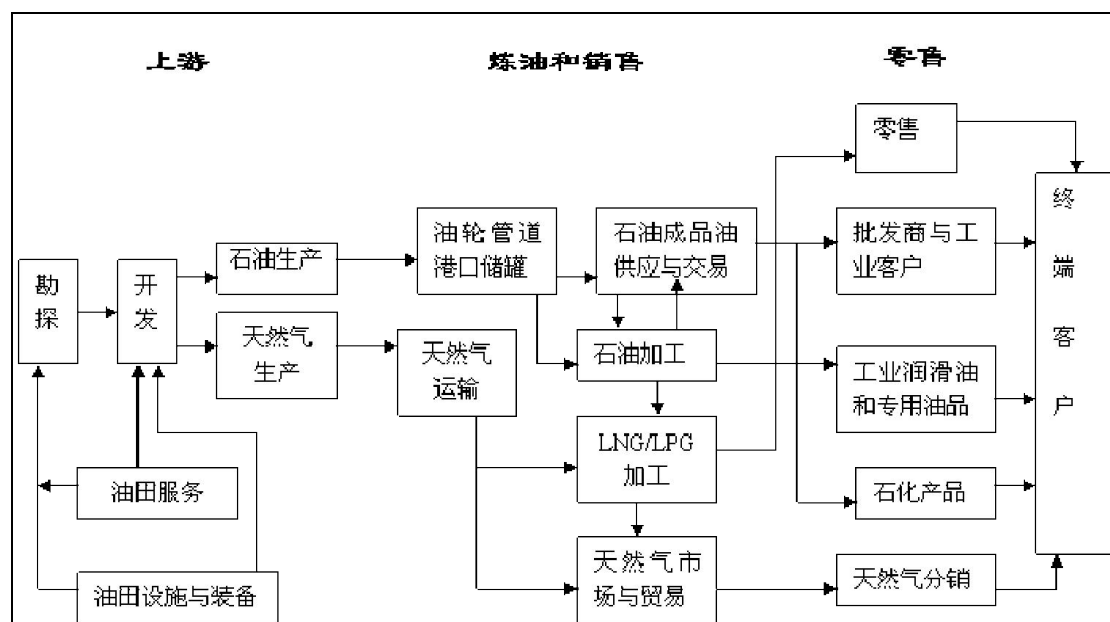 上游
炼油和销售
零售
零售
终
端
客
户
油轮管道
港口储罐
石油成品油
供应与交易
批发商与工
业客户
石油生产
勘
探
开
发
天然气
生产
天然气
运输
石油加工
工业润滑油
和专用油品
LNG/LPG
加工
油田服务
石化产品
油田设施与装备
天然气市
场与贸易
天然气分销